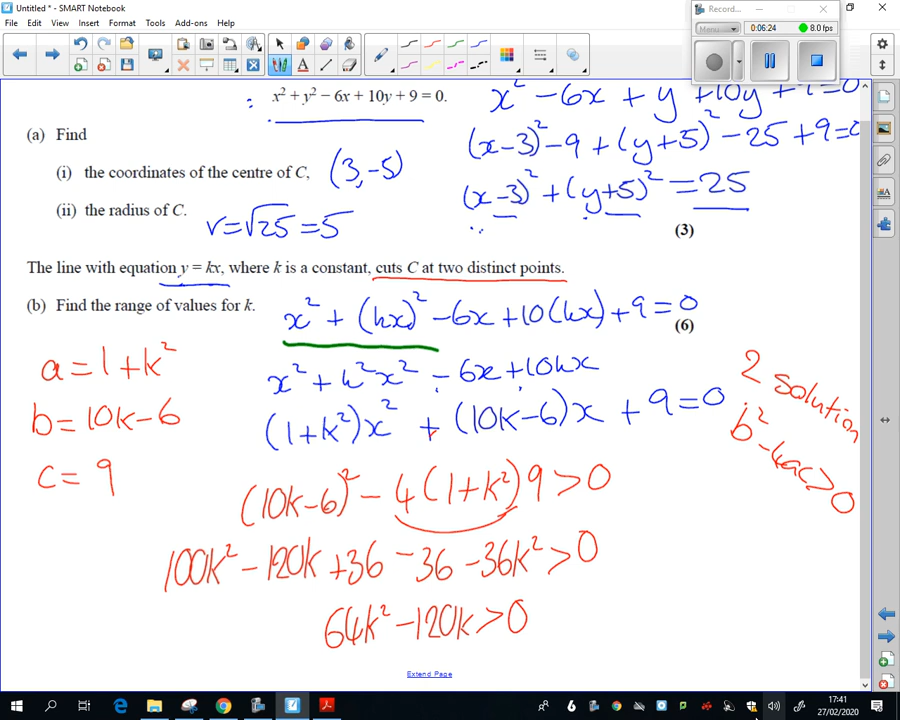 Untitled * - SMART Notebook
Record...
File Edit View Insert Format Tools Add-ons Help
Menu
0:06:24
8.0 fps
x² + y² − 6x + 10y + 9 = 0.
x² − 6x + y + 10y + 9 = 0
(a) Find
(x−3)² − 9 + (y+5)² − 25 + 9 = 0
(i) the coordinates of the centre of C, (3, −5)
(x−3)² + (y+5)² = 25
(ii) the radius of C. r = √25 = 5
(3)
The line with equation y = kx, where k is a constant, cuts C at two distinct points.
(b) Find the range of values for k.
x² + (kx)² − 6x + 10(kx) + 9 = 0
(6)
a = 1 + k²
x² + k²x² − 6x + 10kx
2 solution
b = 10k − 6
(1+k²)x² + (10k−6)x + 9 = 0
b² − 4ac > 0
c = 9
(10k−6)² − 4(1+k²)9 > 0
100k² − 120k + 36 − 36 − 36k² > 0
64k² − 120k > 0
Extend Page
17:41
27/02/2020